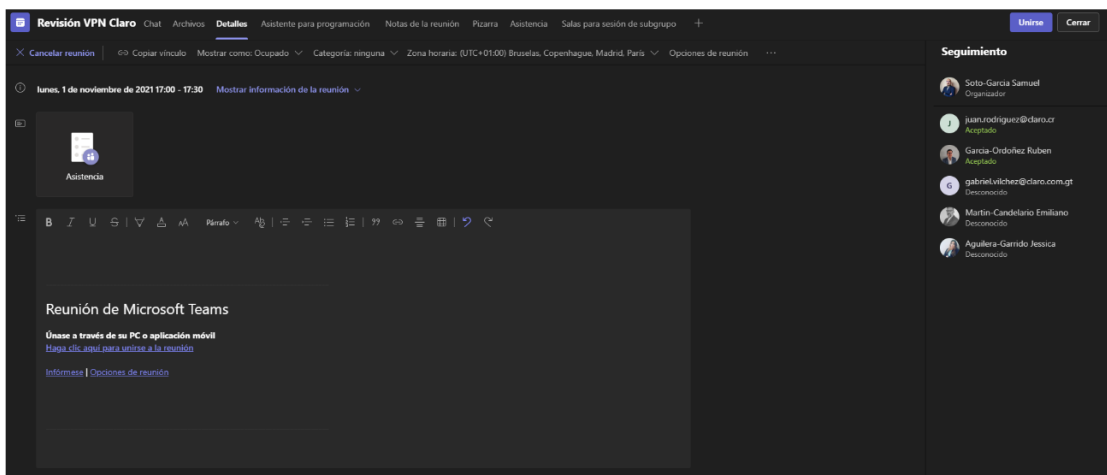 Revisión VPN Claro Chat Archivos Detalles Asistente para programación Notas de la reunión Pizarra Asistencia Salas para sesión de subgrupo + Unirse Cerrar
Cancelar reunión Copiar vínculo Mostrar como: Ocupado Categoría: ninguna Zona horaria: (UTC+01:00) Bruselas, Copenhague, Madrid, París Opciones de reunión ...
Seguimiento
lunes, 1 de noviembre de 2021 17:00 - 17:30 Mostrar información de la reunión
Asistencia
B I U S A AA Párrafo
Reunión de Microsoft Teams
Únase a través de su PC o aplicación móvil
Haga clic aquí para unirse a la reunión
Infórmese | Opciones de reunión
Soto-Garcia Samuel
Organizador
J juan.rodriguez@claro.cr
Aceptado
Garcia-Ordoñez Ruben
Aceptado
G gabriel.vilchez@claro.com.gt
Desconocido
Martin-Candelario Emiliano
Desconocido
Aguilera-Garrido Jessica
Desconocido